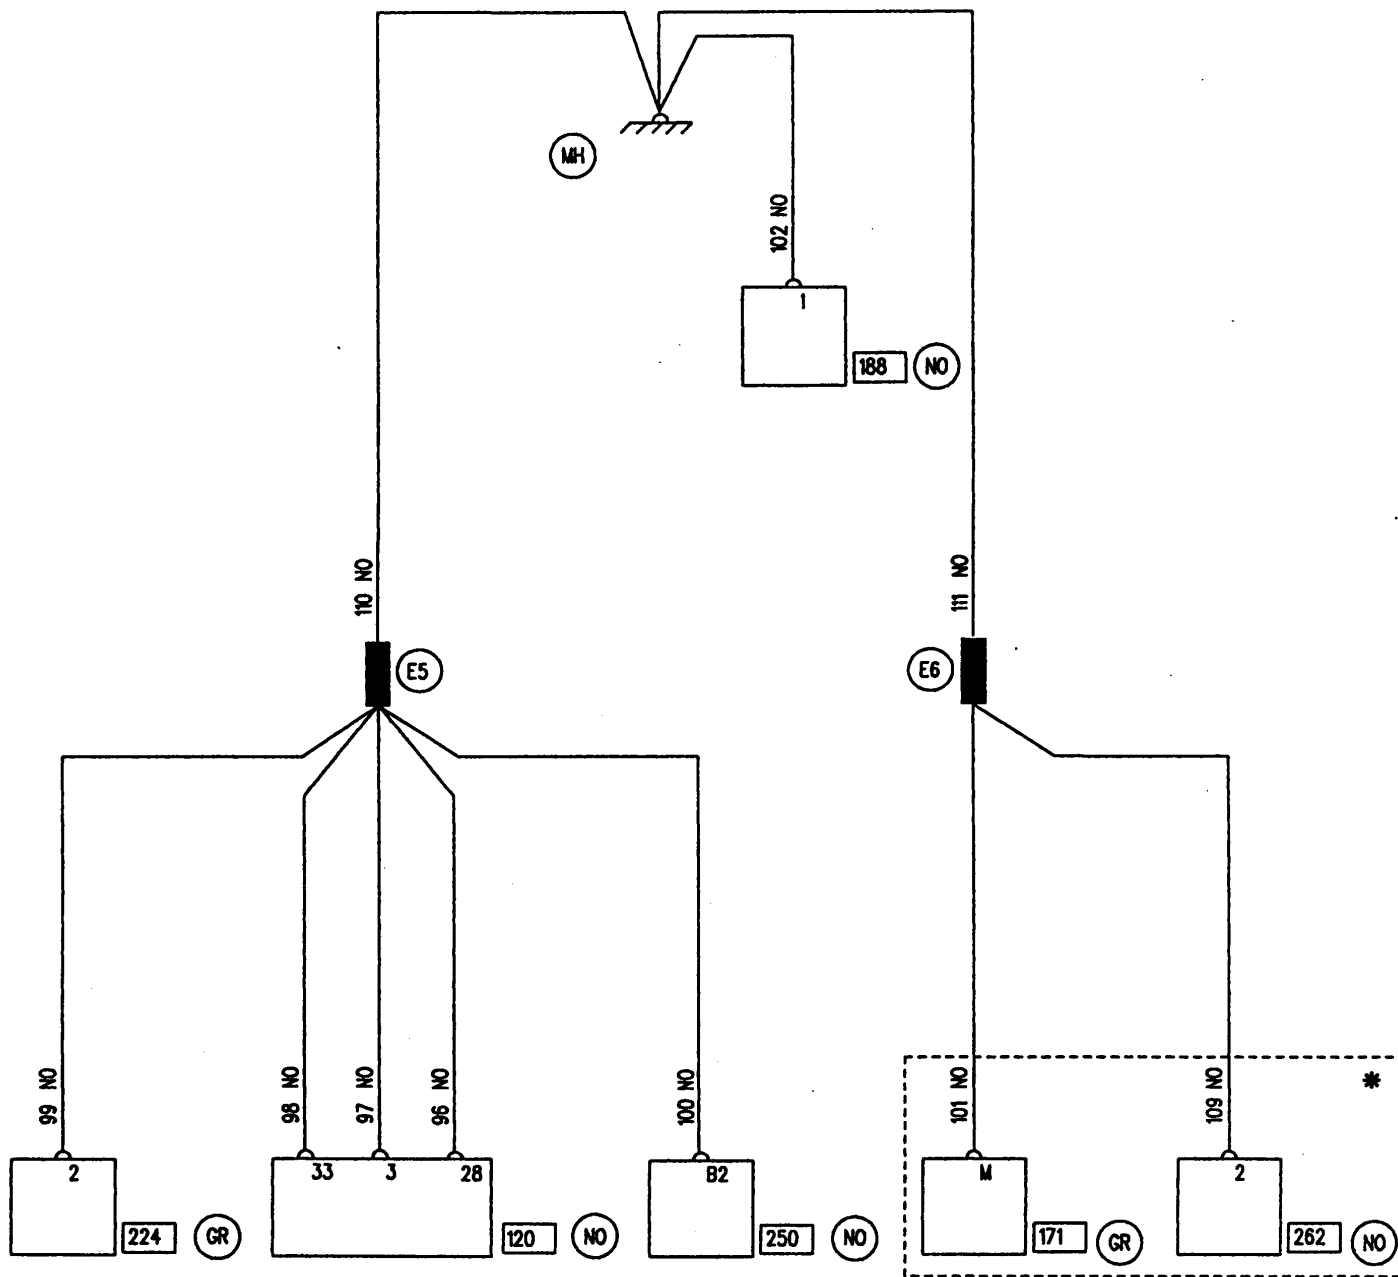 MH
102 NO
1
188 NO
110 NO
111 NO
E5
E6
99 NO
98 NO
97 NO
96 NO
100 NO
101 NO
109 NO
*
2
33 3 28
B2
M
2
224 GR
120 NO
250 NO
171 GR
262 NO